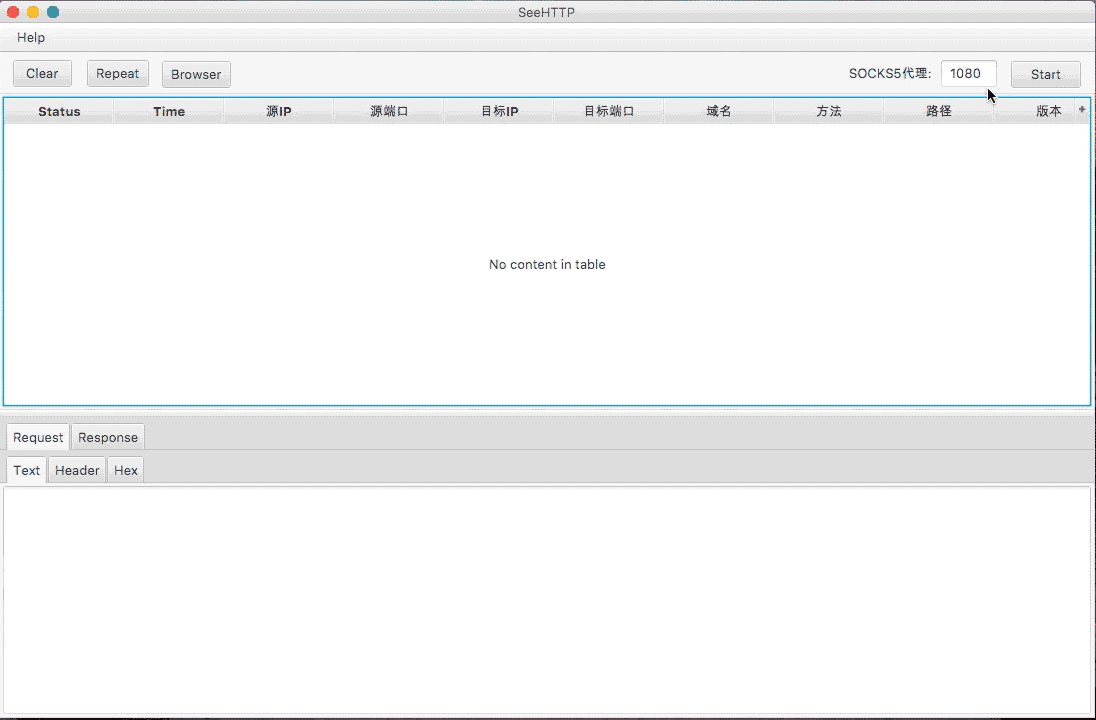 SeeHTTP
Help
Clear Repeat Browser SOCKS5代理: 1080 Start
Status Time 源IP 源端口 目标IP 目标端口 域名 方法 路径 版本 +
No content in table
Request Response
Text Header Hex